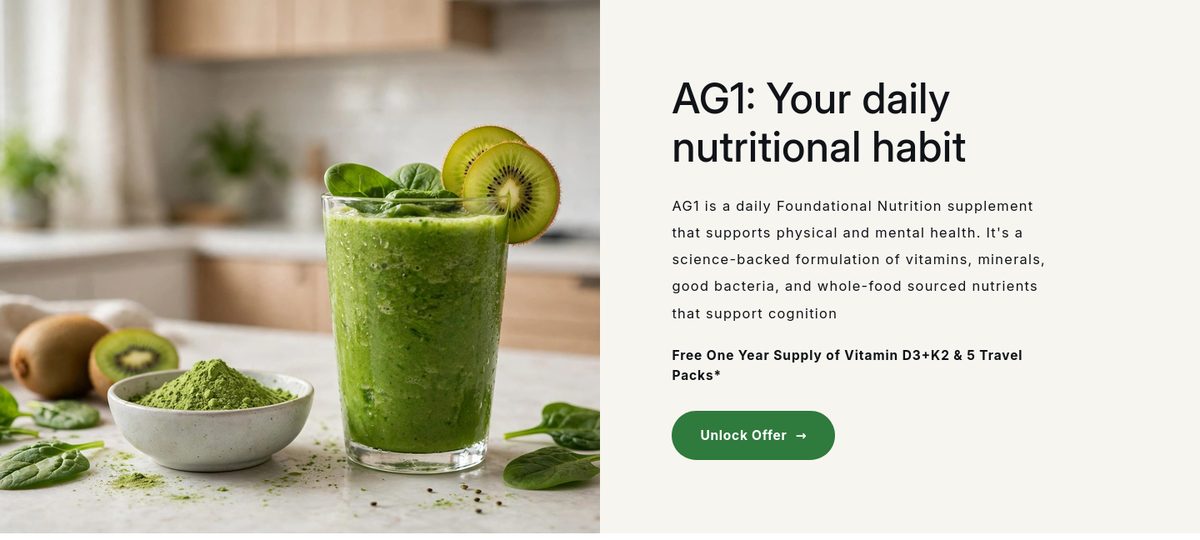 AG1: Your daily
nutritional habit
AG1 is a daily Foundational Nutrition supplement
that supports physical and mental health. It's a
science-backed formulation of vitamins, minerals,
good bacteria, and whole-food sourced nutrients
that support cognition
Free One Year Supply of Vitamin D3+K2 & 5 Travel
Packs*
Unlock Offer →